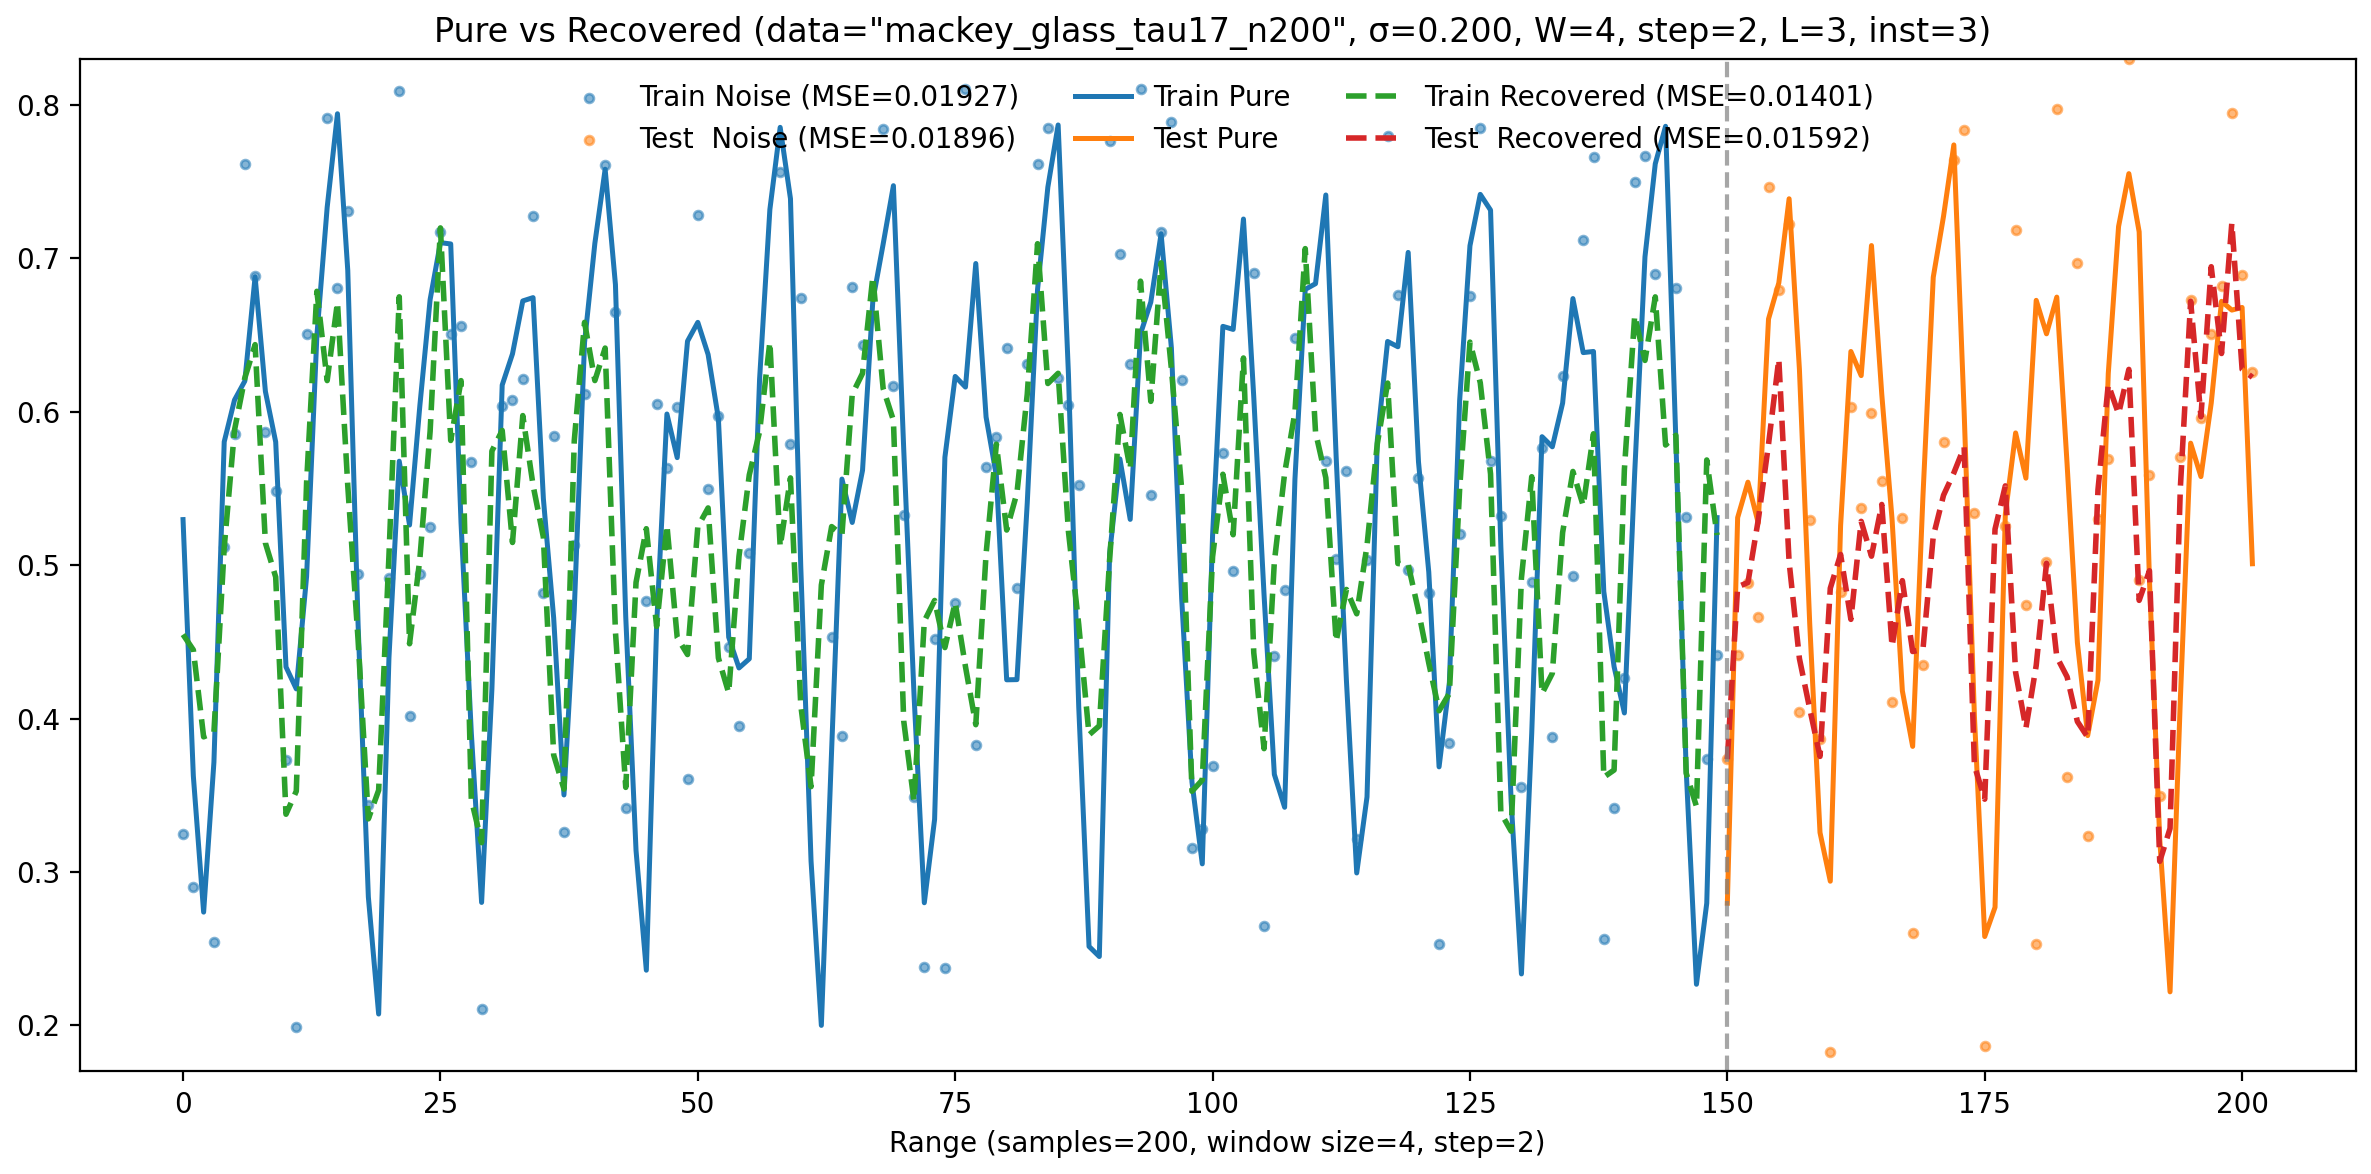 Pure vs Recovered (data="mackey_glass_tau17_n200", σ=0.200, W=4, step=2, L=3, inst=3)
Train Noise (MSE=0.01927)
Test  Noise (MSE=0.01896)
Train Pure
Test Pure
Train Recovered (MSE=0.01401)
Test  Recovered (MSE=0.01592)
0.8
0.7
0.6
0.5
0.4
0.3
0.2
0 25 50 75 100 125 150 175 200
Range (samples=200, window size=4, step=2)